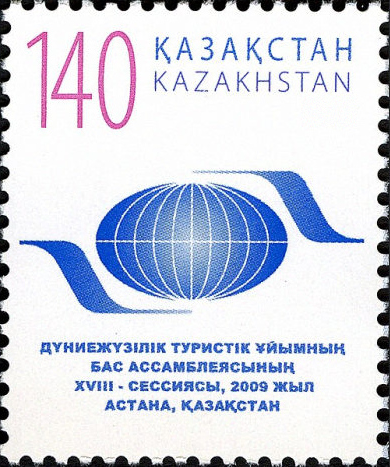 140
ҚАЗАҚСТАН
KAZAKHSTAN
ДҮНИЕЖҮЗІЛІК ТУРИСТІК ҰЙЫМНЫҢ
БАС АССАМБЛЕЯСЫНЫҢ
XVIII - СЕССИЯСЫ, 2009 ЖЫЛ
АСТАНА, ҚАЗАҚСТАН